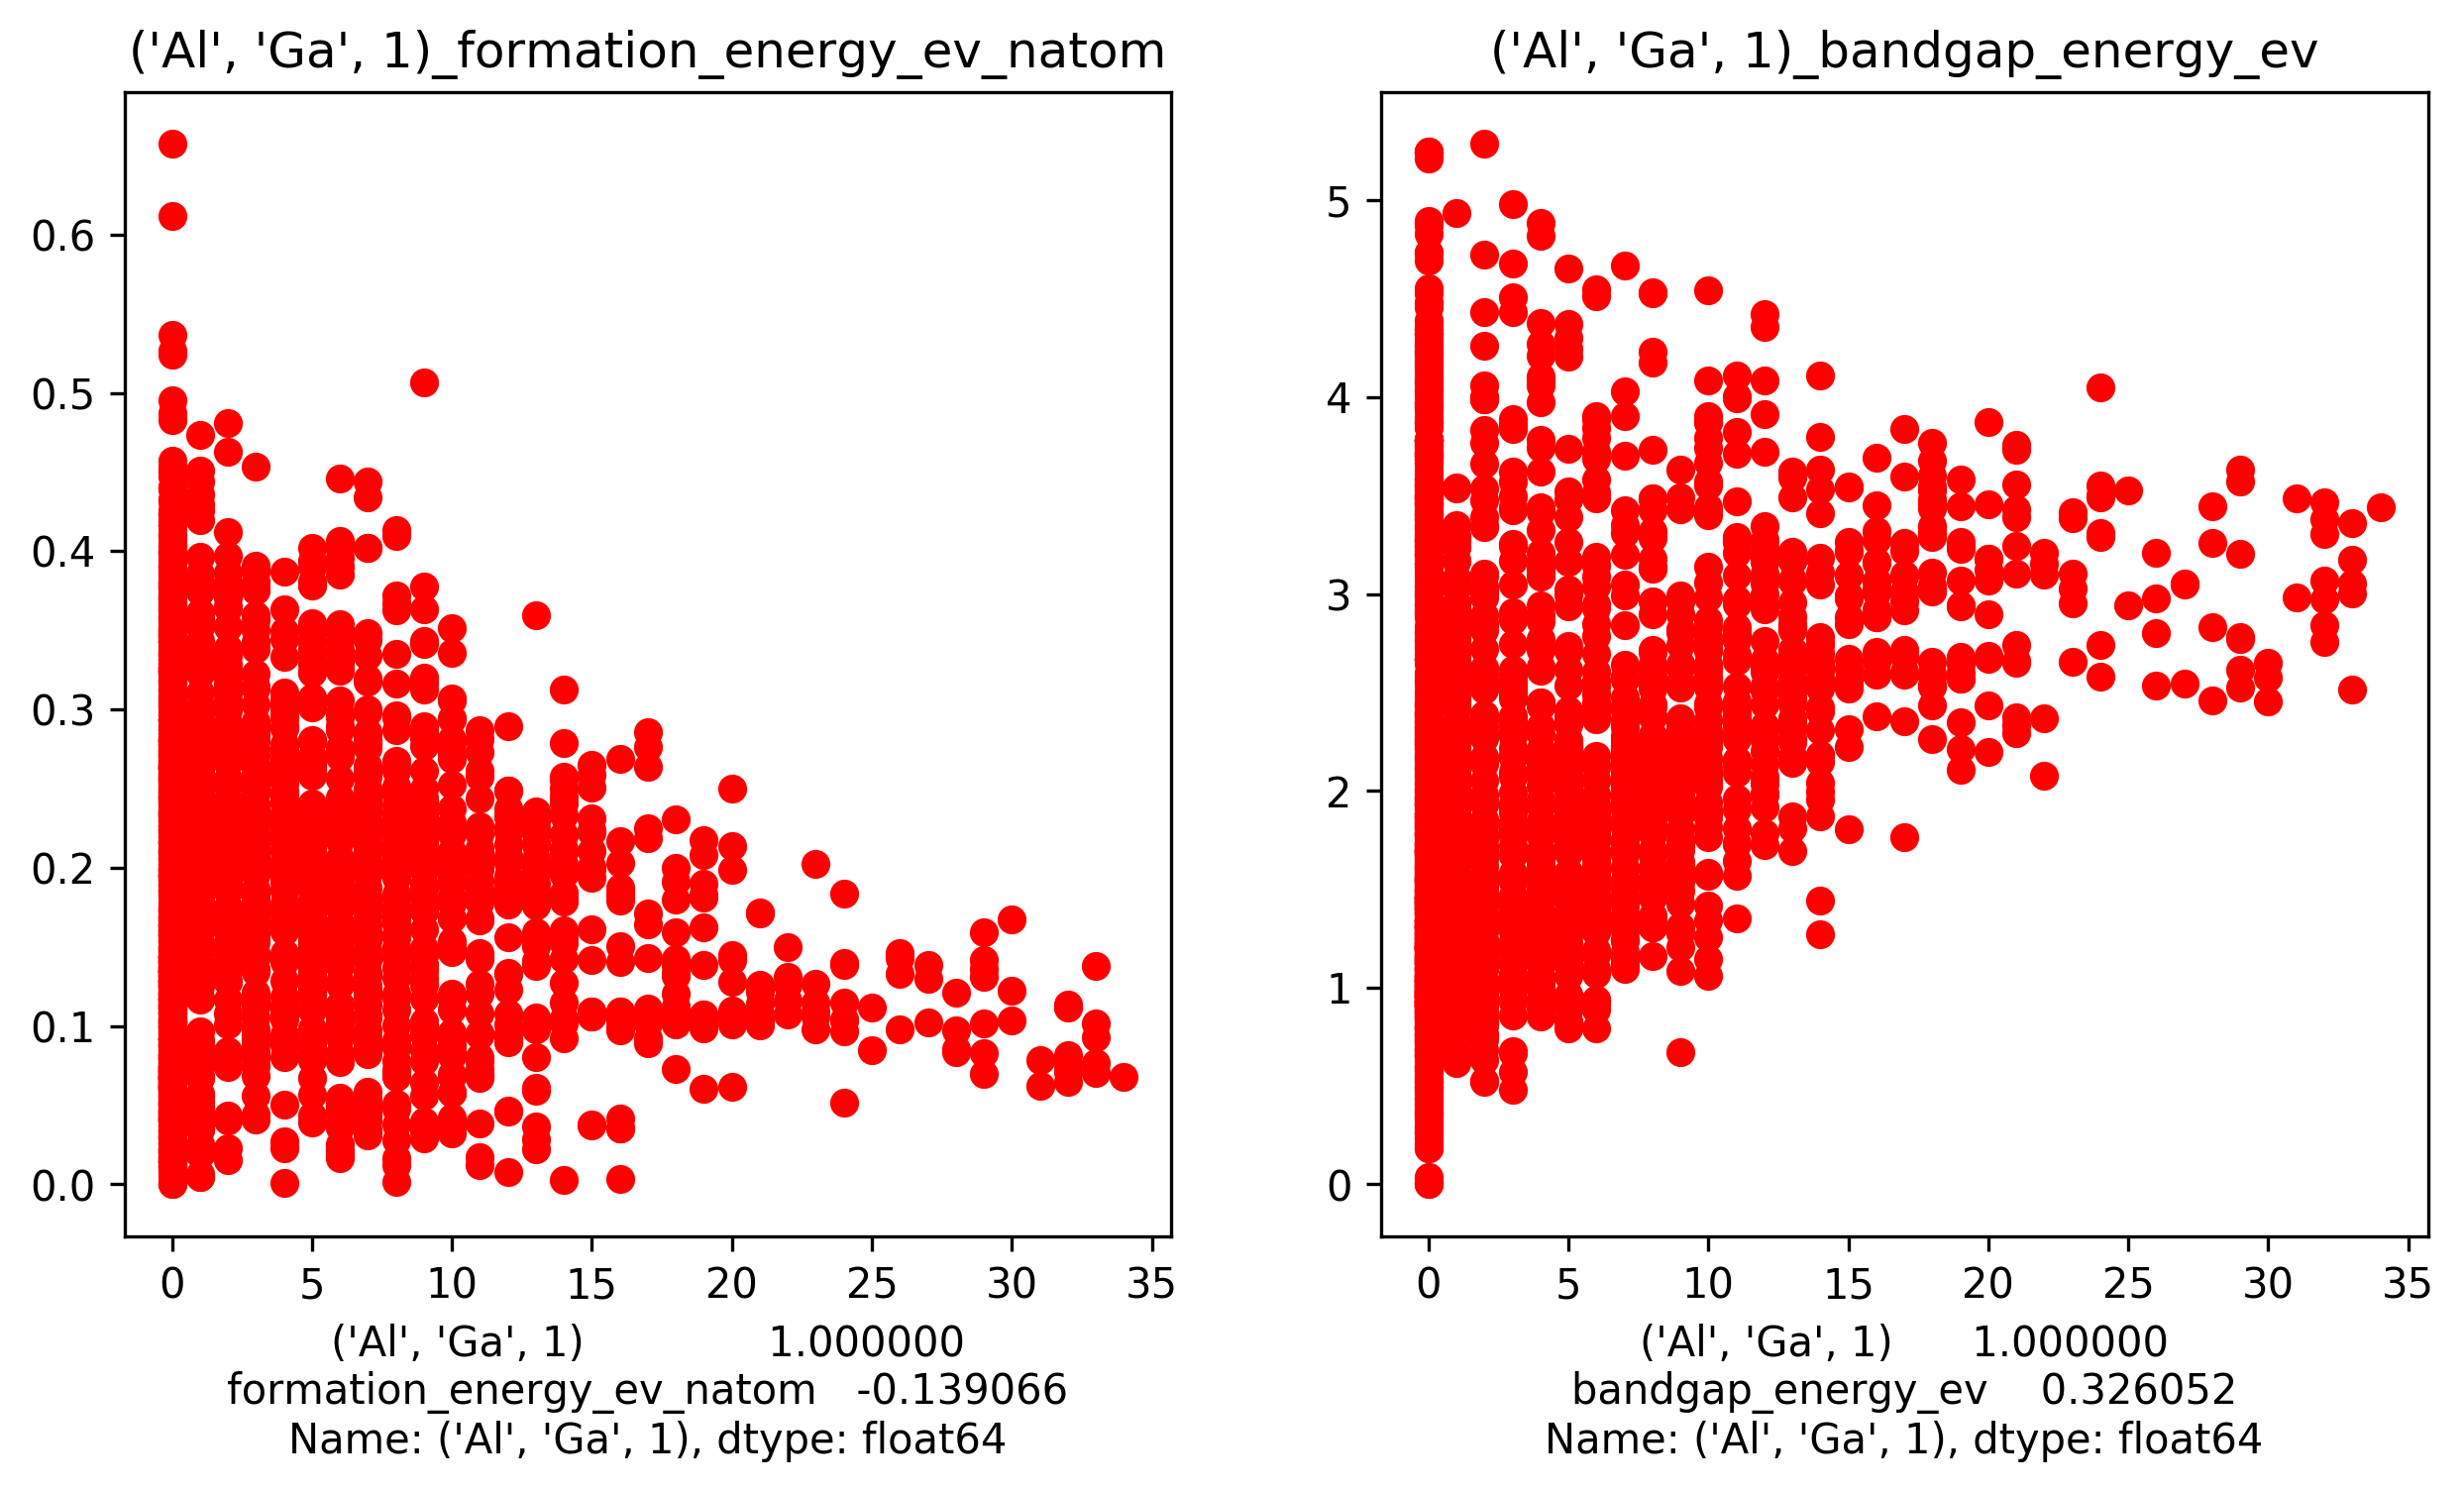 ('Al', 'Ga', 1)_formation_energy_ev_natom
0.6
0.5
0.4
0.3
0.2
0.1
0.0
0 5 10 15 20 25 30 35
('Al', 'Ga', 1) 1.000000
formation_energy_ev_natom -0.139066
Name: ('Al', 'Ga', 1), dtype: float64
('Al', 'Ga', 1)_bandgap_energy_ev
5
4
3
2
1
0
0 5 10 15 20 25 30 35
('Al', 'Ga', 1) 1.000000
bandgap_energy_ev 0.326052
Name: ('Al', 'Ga', 1), dtype: float64